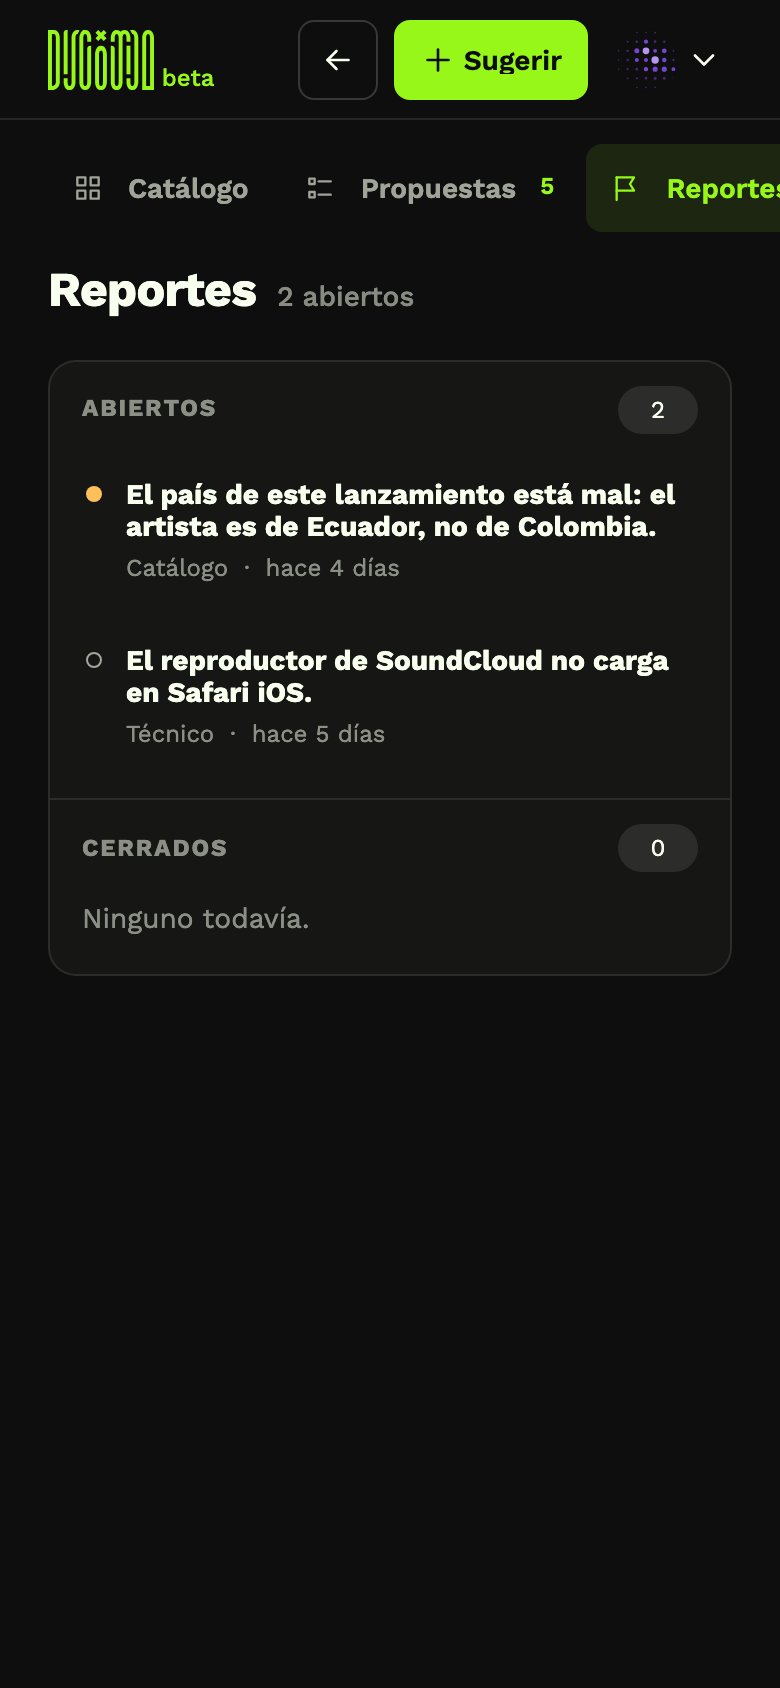 beta
Sugerir
Catálogo
Propuestas 5
Reportes
Reportes 2 abiertos
ABIERTOS 2
El país de este lanzamiento está mal: el
artista es de Ecuador, no de Colombia.
Catálogo · hace 4 días
El reproductor de SoundCloud no carga
en Safari iOS.
Técnico · hace 5 días
CERRADOS 0
Ninguno todavía.